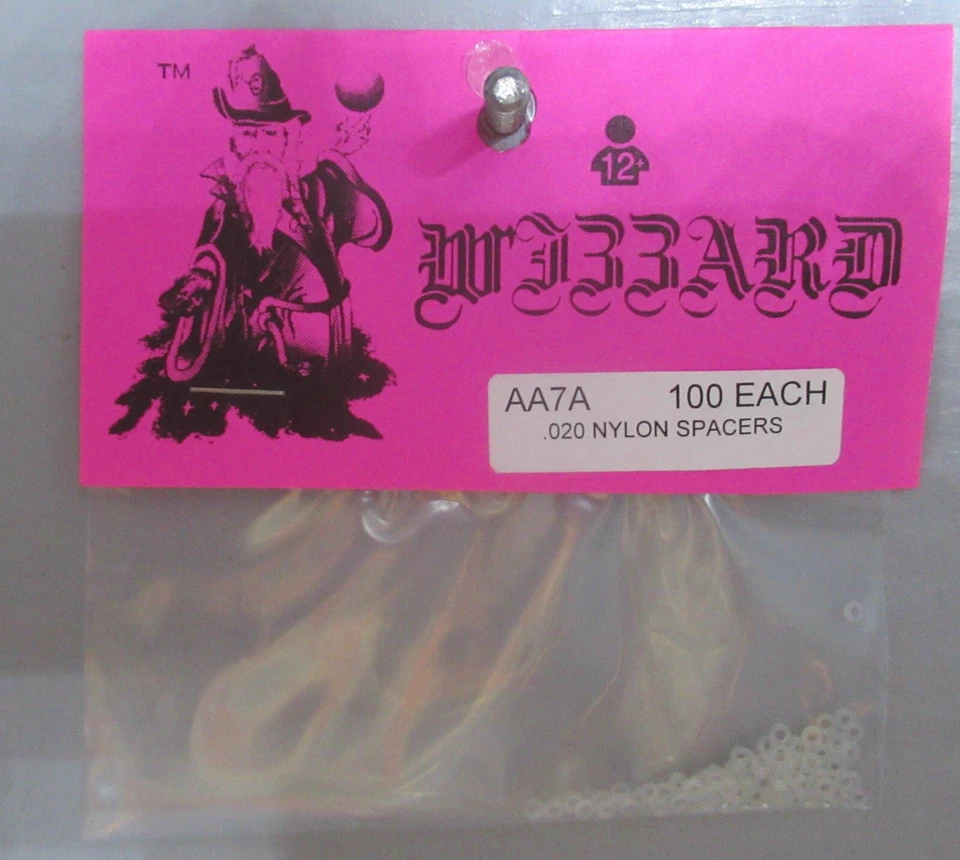 TM
12+
WIZZARD
AA7A 100 EACH
.020 NYLON SPACERS